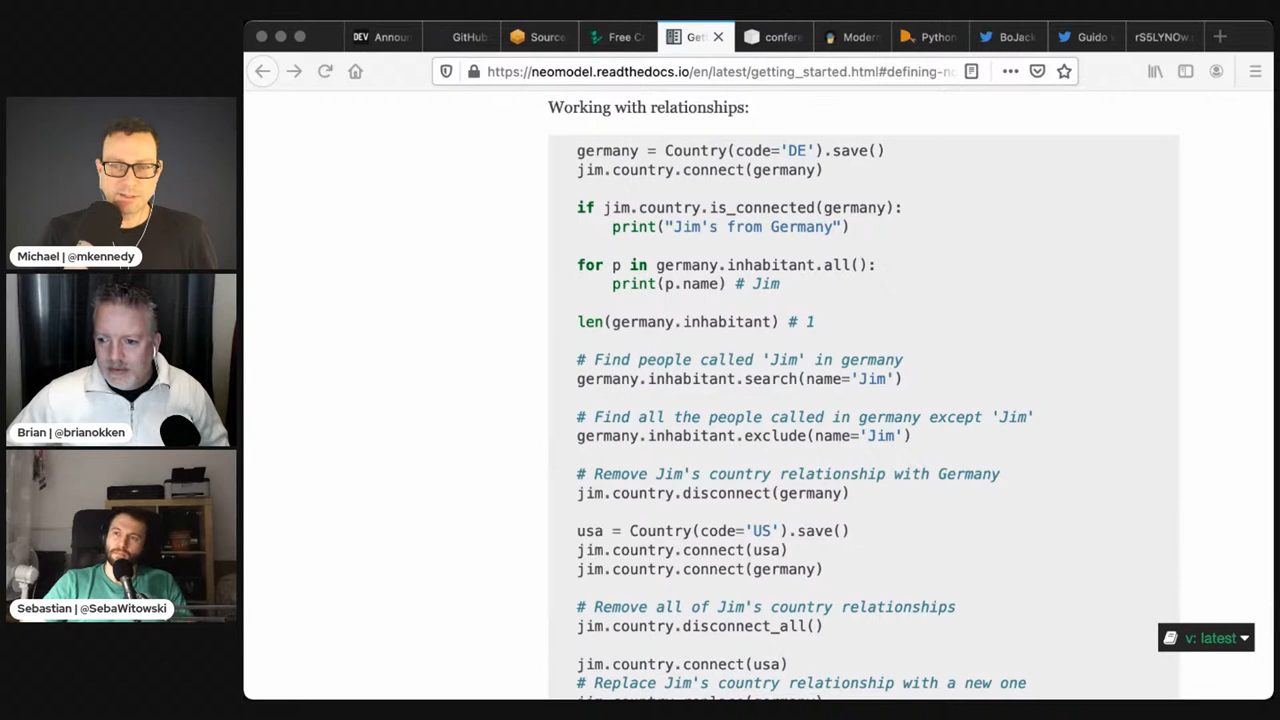 DEV Announ
GitHub:
Source
Free C
Get
confere
Modern
Python
BoJack
Guido
rS5LYNOw
https://neomodel.readthedocs.io/en/latest/getting_started.html#defining-n
Working with relationships:
germany = Country(code='DE').save()
jim.country.connect(germany)
if jim.country.is_connected(germany):
print("Jim's from Germany")
for p in germany.inhabitant.all():
print(p.name) # Jim
len(germany.inhabitant) # 1
# Find people called 'Jim' in germany
germany.inhabitant.search(name='Jim')
# Find all the people called in germany except 'Jim'
germany.inhabitant.exclude(name='Jim')
# Remove Jim's country relationship with Germany
jim.country.disconnect(germany)
usa = Country(code='US').save()
jim.country.connect(usa)
jim.country.connect(germany)
# Remove all of Jim's country relationships
jim.country.disconnect_all()
jim.country.connect(usa)
# Replace Jim's country relationship with a new one
v: latest
Michael | @mkennedy
Brian | @brianokken
Sebastian | @SebaWitowski